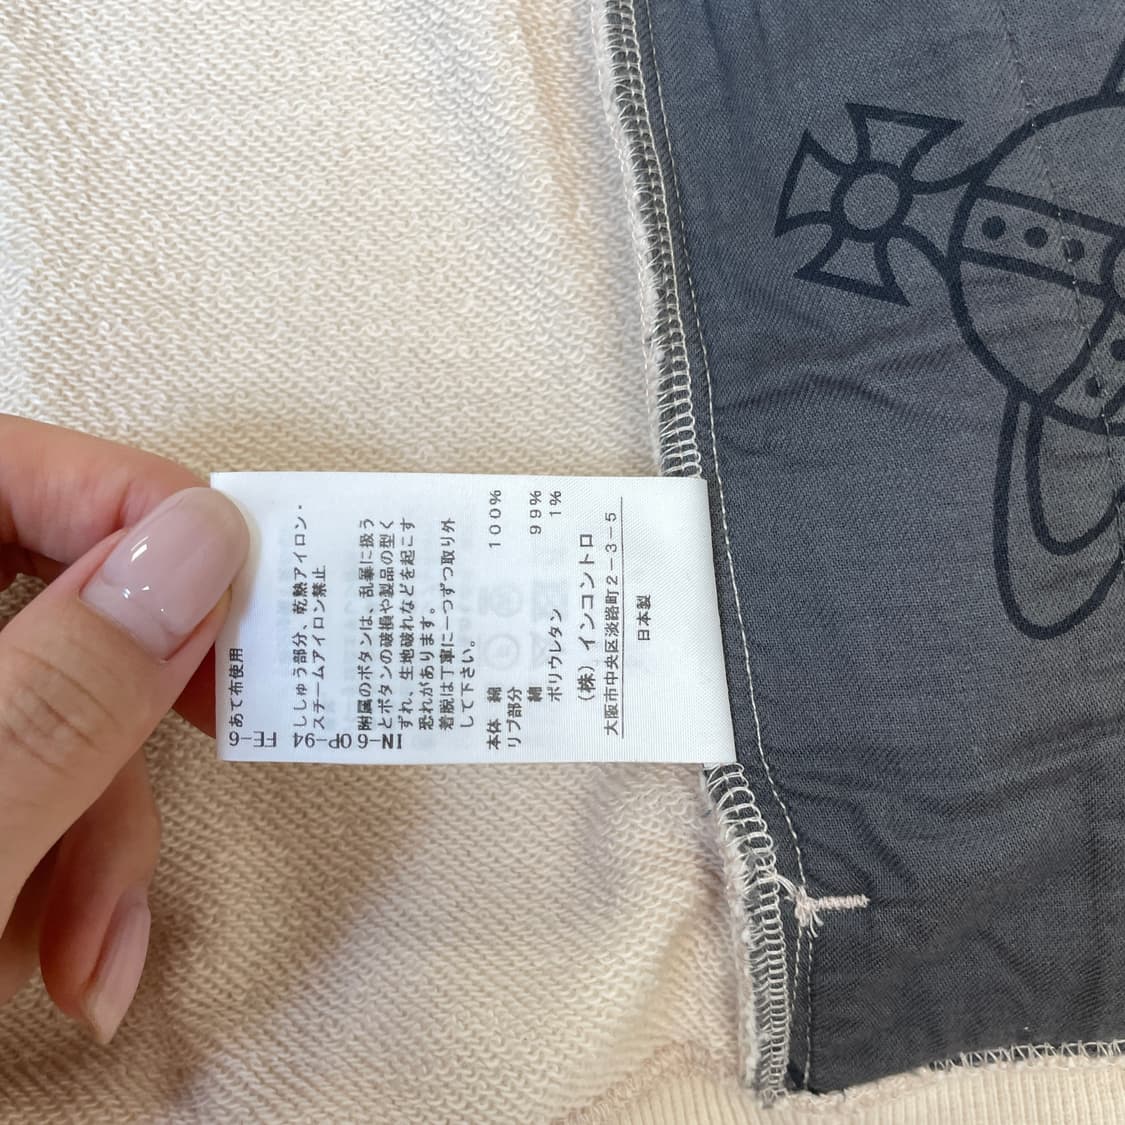 あて布使用
FE-6
ししゅう部分、乾熱アイロン・
スチームアイロン禁止
OP-94
附属のボタンは、乱暴に扱う
とボタンの破損や製品の型く
ずれ、生地破れなどを起こす
恐れがあります。
着脱は丁寧に一つずつ取り外
して下さい。
IN-6
本体 綿 100%
リブ部分
綿 99%
ポリウレタン 1%
(株)インコントロ
大阪市中央区淡路町2-3-5
日本製